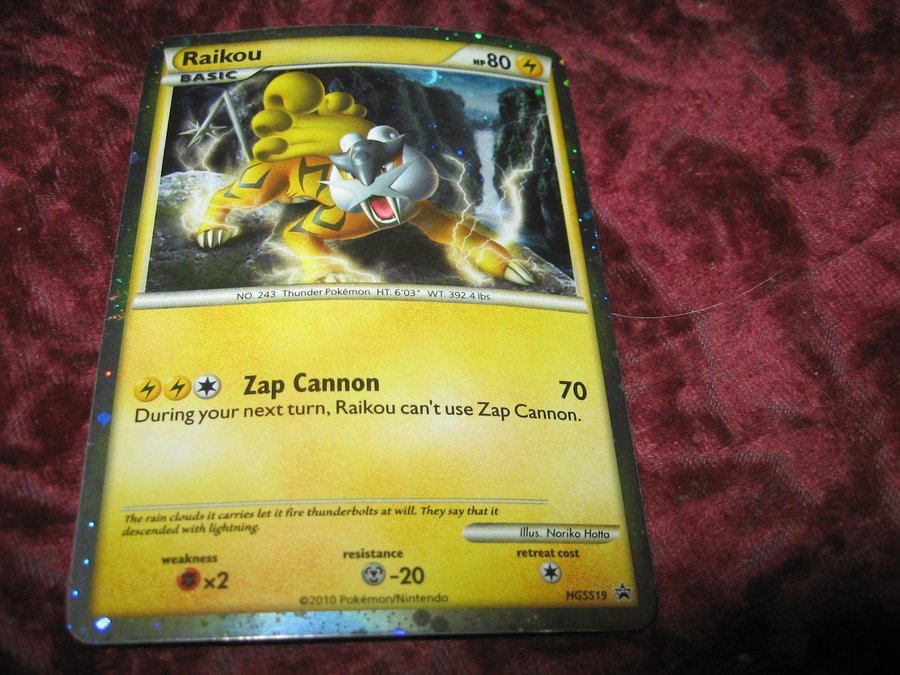 Raikou HP 80
BASIC
NO. 243 Thunder Pokémon HT: 6'03" WT: 392.4 lbs.
Zap Cannon 70
During your next turn, Raikou can't use Zap Cannon.
The rain clouds it carries let it fire thunderbolts at will. They say that it
descended with lightning.
Illus. Noriko Hotta
weakness resistance retreat cost
×2 -20
©2010 Pokémon/Nintendo HGSS19